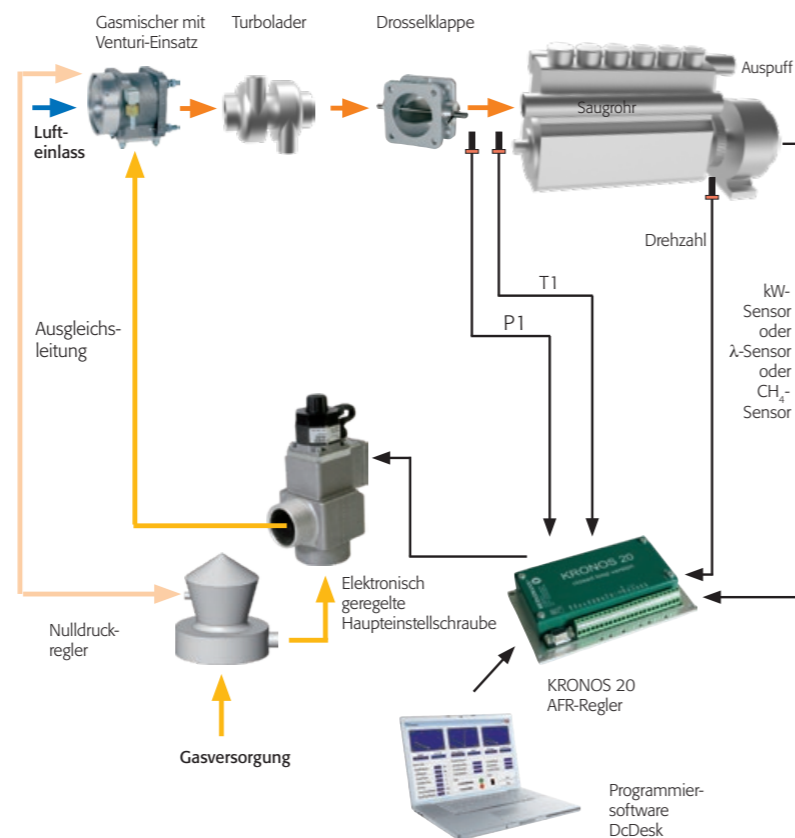 Gasmischer mit
Venturi-Einsatz
Turbolader
Drosselklappe
Auspuff
Saugrohr
Luft-
einlass
Drehzahl
T1
P1
kW-
Sensor
oder
λ-Sensor
oder
CH₄-
Sensor
Ausgleichs-
leitung
KRONOS 20
Elektronisch
geregelte
Haupteinstellschraube
Nulldruck-
regler
KRONOS 20
AFR-Regler
Gasversorgung
Programmier-
software
DcDesk